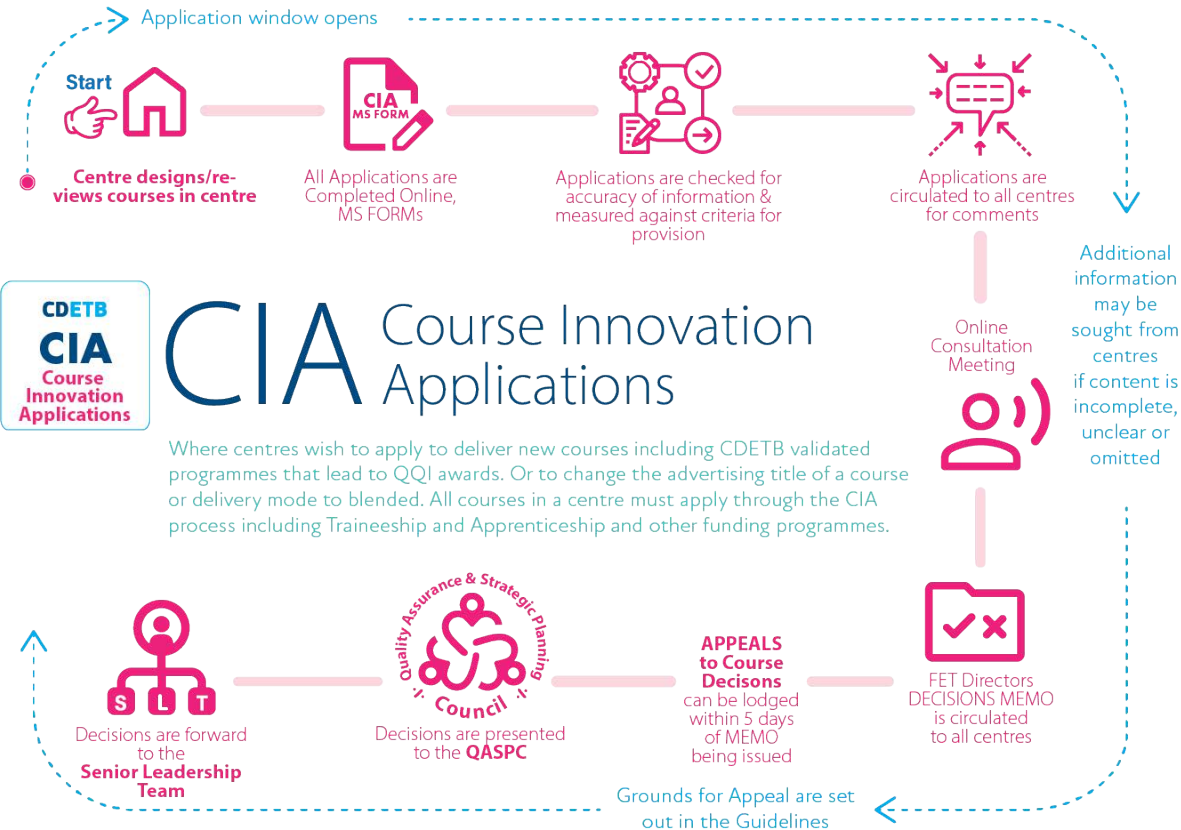 Application window opens
Start
Centre designs/re-
views courses in centre
CIA
MS FORM
All Applications are
Completed Online,
MS FORMs
Applications are checked for
accuracy of information &
measured against criteria for
provision
Applications are
circulated to all centres
for comments
Additional
information
may be
sought from
centres
if content is
incomplete,
unclear or
omitted
Online
Consultation
Meeting
CDETB
CIA
Course
Innovation
Applications
CIA
Course Innovation
Applications
Where centres wish to apply to deliver new courses including CDETB validated
programmes that lead to QQI awards. Or to change the advertising title of a course
or delivery mode to blended. All courses in a centre must apply through the CIA
process including Traineeship and Apprenticeship and other funding programmes.
FET Directors
DECISIONS MEMO
is circulated
to all centres
APPEALS
to Course
Decisons
can be lodged
within 5 days
of MEMO
being issued
Quality Assurance & Strategic Planning
Council
Decisions are presented
to the QASPC
S L T
Decisions are forward
to the
Senior Leadership
Team
Grounds for Appeal are set
out in the Guidelines